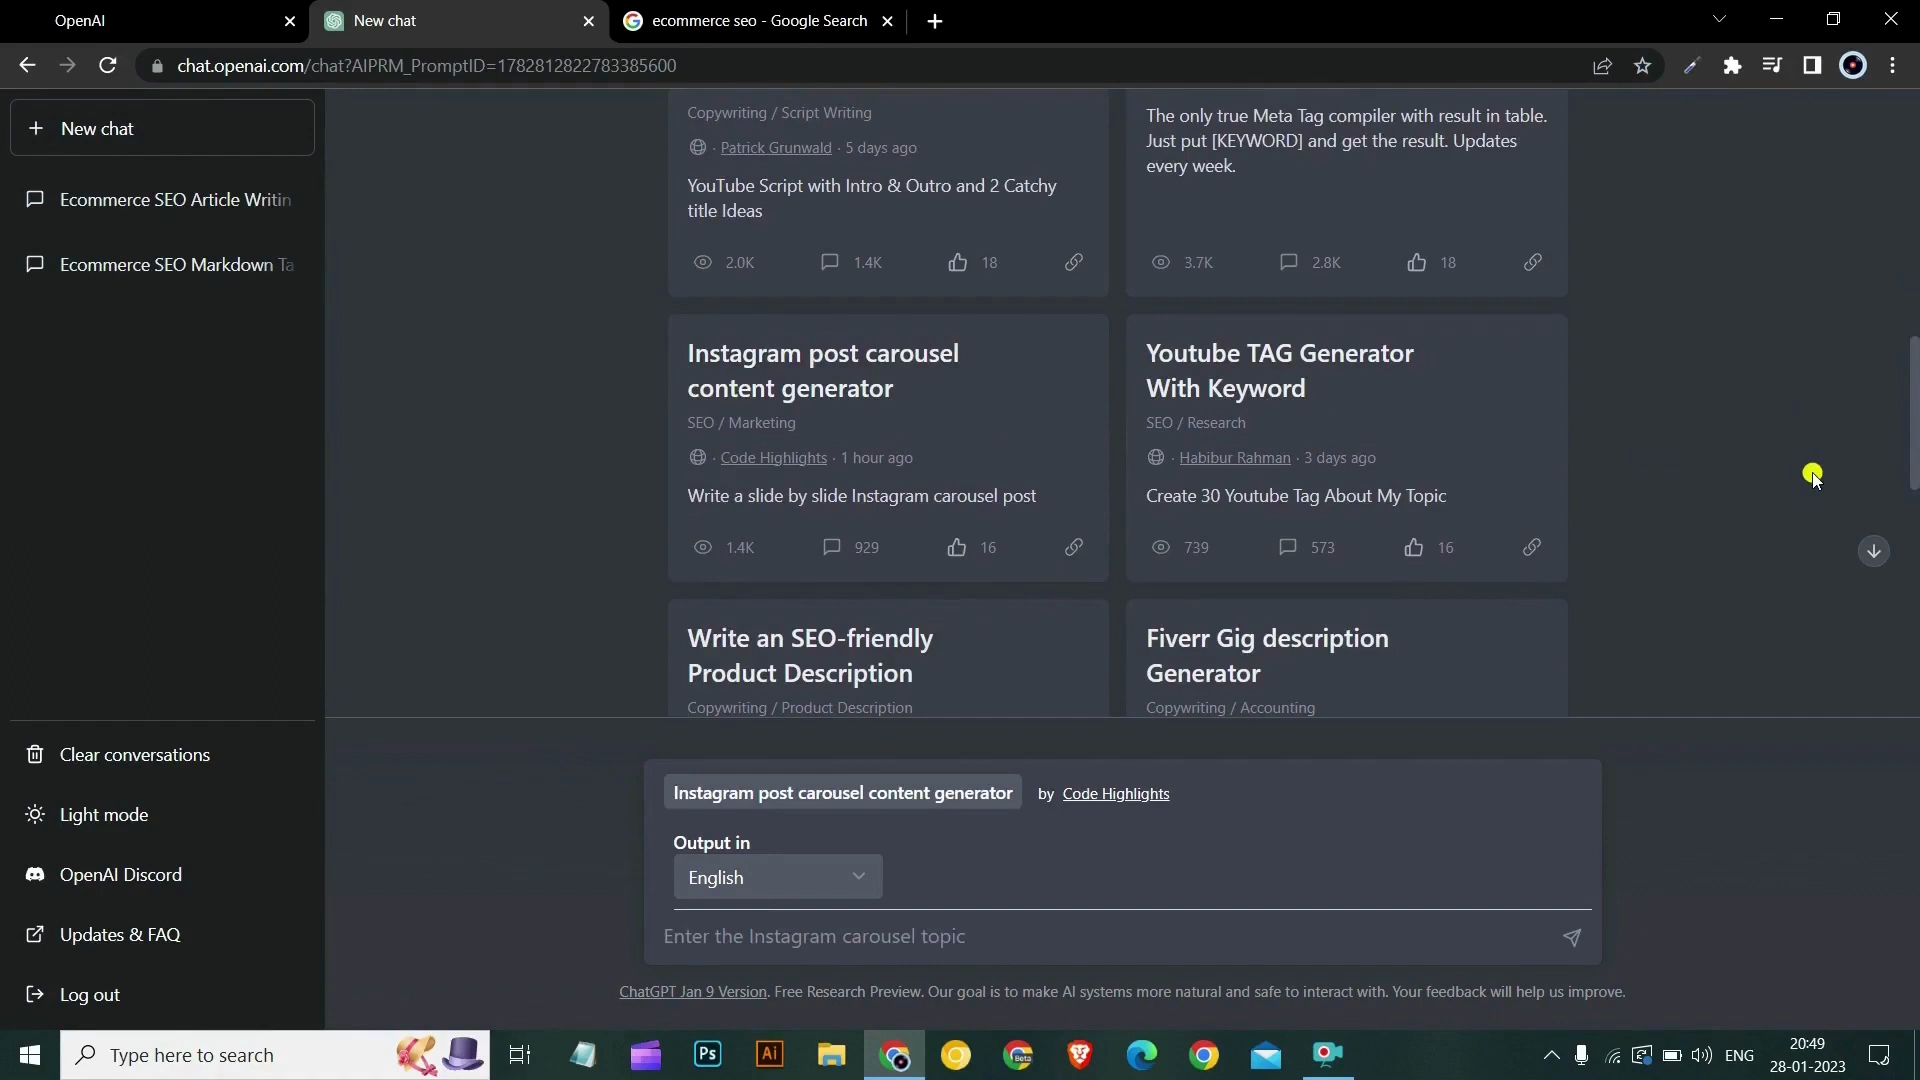 OpenAI
New chat
ecommerce seo - Google Search
chat.openai.com/chat?AIPRM_PromptID=1782812822783385600
New chat
Ecommerce SEO Article Writin
Ecommerce SEO Markdown Ta
Clear conversations
Light mode
OpenAI Discord
Updates & FAQ
Log out
Copywriting / Script Writing
· Patrick Grunwald · 5 days ago
YouTube Script with Intro & Outro and 2 Catchy
title Ideas
2.0K 1.4K 18
The only true Meta Tag compiler with result in table.
Just put [KEYWORD] and get the result. Updates
every week.
3.7K 2.8K 18
Instagram post carousel
content generator
SEO / Marketing
· Code Highlights · 1 hour ago
Write a slide by slide Instagram carousel post
1.4K 929 16
Youtube TAG Generator
With Keyword
SEO / Research
· Habibur Rahman · 3 days ago
Create 30 Youtube Tag About My Topic
739 573 16
Write an SEO-friendly
Product Description
Copywriting / Product Description
Fiverr Gig description
Generator
Copywriting / Accounting
Instagram post carousel content generator by Code Highlights
Output in
English
Enter the Instagram carousel topic
ChatGPT Jan 9 Version. Free Research Preview. Our goal is to make AI systems more natural and safe to interact with. Your feedback will help us improve.
Type here to search
Ps
Ai
Beta
ENG
20:49
28-01-2023